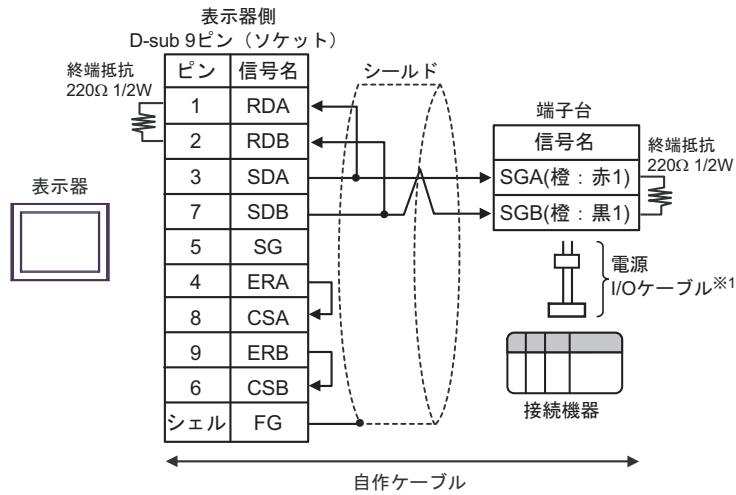 表示器側
D-sub 9ピン（ソケット）
終端抵抗
220Ω 1/2W
ピン 信号名
1 RDA
2 RDB
3 SDA
7 SDB
5 SG
4 ERA
8 CSA
9 ERB
6 CSB
シェル FG
シールド
表示器
端子台
信号名
SGA(橙：赤1)
SGB(橙：黒1)
終端抵抗
220Ω 1/2W
電源
I/Oケーブル※1
接続機器
自作ケーブル